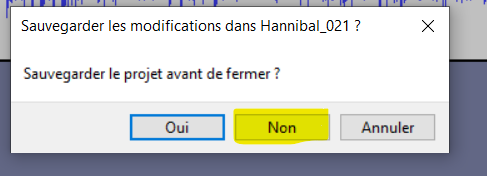 Sauvegarder les modifications dans Hannibal_021 ?
Sauvegarder le projet avant de fermer ?
Oui Non Annuler